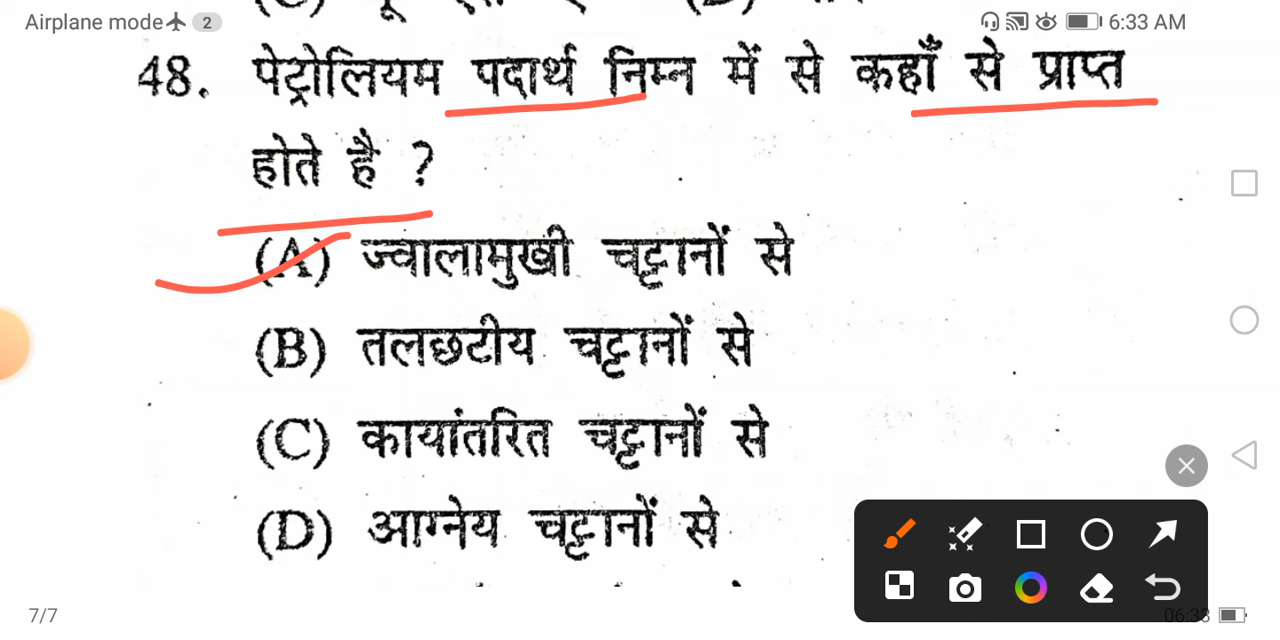 Airplane mode 2 6:33 AM
48. पेट्रोलियम पदार्थ निम्न में से कहाँ से प्राप्त
होते है ?
(A) ज्वालामुखी चट्टानों से
(B) तलछटीय चट्टानों से
(C) कायांतरित चट्टानों से
(D) आग्नेय चट्टानों से
7/7 06:33